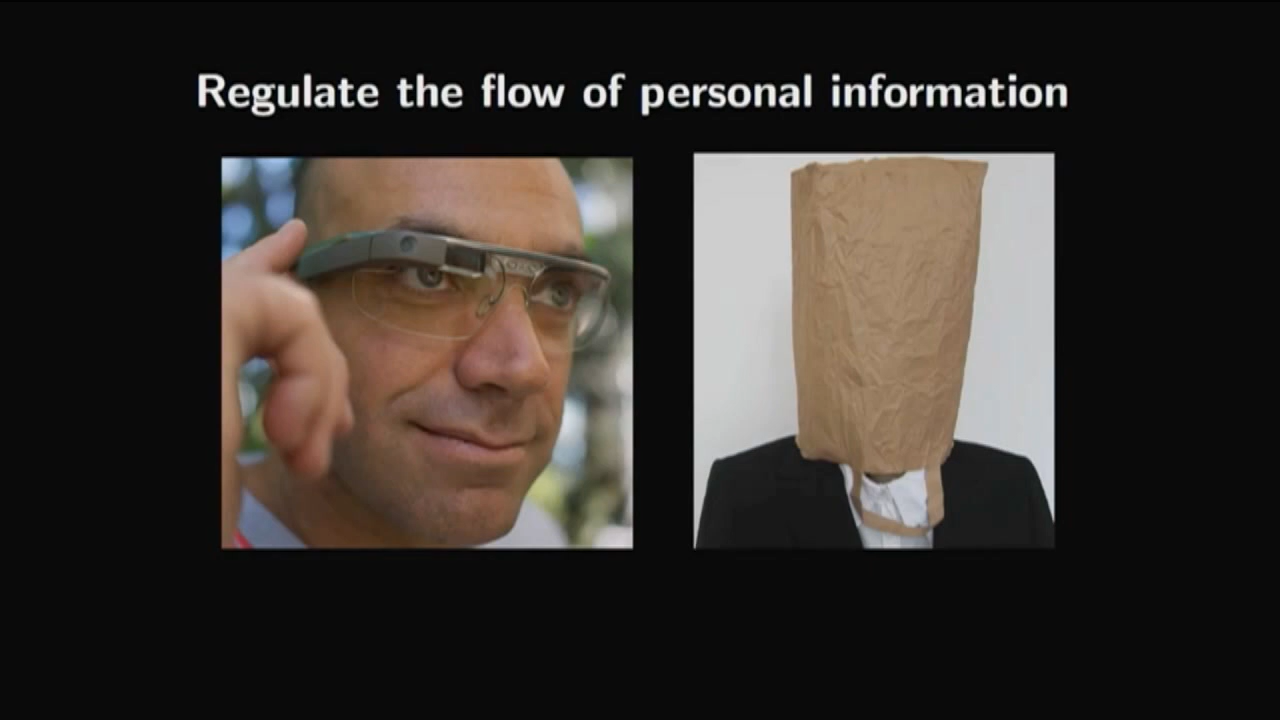 Regulate the flow of personal information